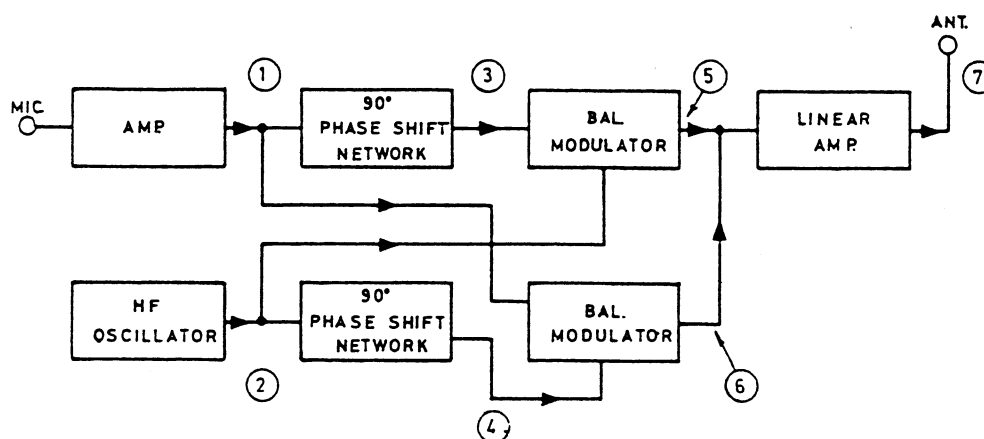 ANT.
1
3
5
7
MIC.
AMP.
90°
PHASE SHIFT
NETWORK
BAL.
MODULATOR
LINEAR
AMP.
HF
OSCILLATOR
90°
PHASE SHIFT
NETWORK
BAL.
MODULATOR
2
4
6